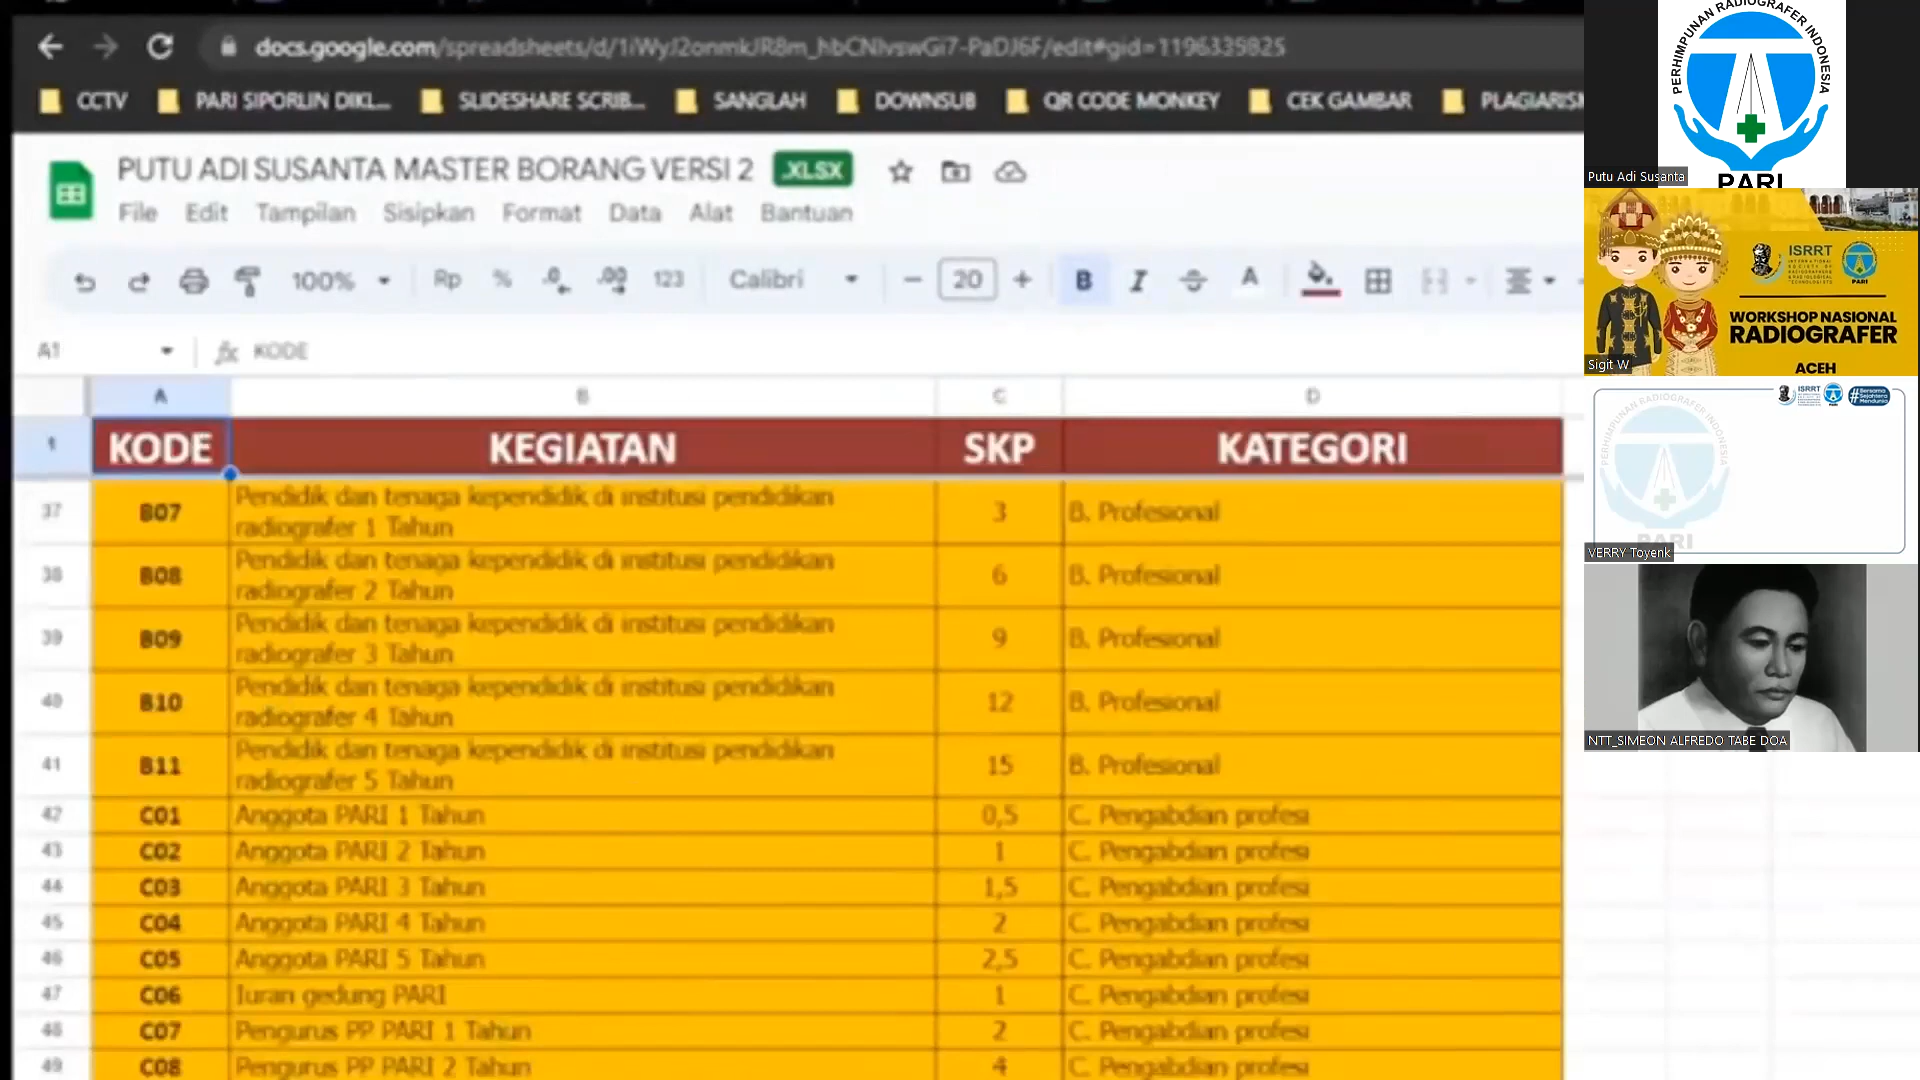 docs.google.com/spreadsheets/d/1iWyJ2onmkJR8m_hbCNIvswGi7-PaDJ6F/edit#gid=1196339825
CCTV PARI SIPORLIN DIKL... SLIDESHARE SCRIB... SANGLAH DOWNSUB QR CODE MONKEY CEK GAMBAR PLAGIARISM
PUTU ADI SUSANTA MASTER BORANG VERSI 2 .XLSX
File Edit Tampilan Sisipkan Format Data Alat Bantuan
100% Rp % .0 .00 123 Calibri 20 B I A
A1 fx KODE
A B C D
1 KODE KEGIATAN SKP KATEGORI
37 B07 Pendidik dan tenaga kependidik di institusi pendidikan
radiografer 1 Tahun 3 B. Profesional
38 B08 Pendidik dan tenaga kependidik di institusi pendidikan
radiografer 2 Tahun 6 B. Profesional
39 B09 Pendidik dan tenaga kependidik di institusi pendidikan
radiografer 3 Tahun 9 B. Profesional
40 B10 Pendidik dan tenaga kependidik di institusi pendidikan
radiografer 4 Tahun 12 B. Profesional
41 B11 Pendidik dan tenaga kependidik di institusi pendidikan
radiografer 5 Tahun 15 B. Profesional
42 C01 Anggota PARI 1 Tahun 0,5 C. Pengabdian profesi
43 C02 Anggota PARI 2 Tahun 1 C. Pengabdian profesi
44 C03 Anggota PARI 3 Tahun 1,5 C. Pengabdian profesi
45 C04 Anggota PARI 4 Tahun 2 C. Pengabdian profesi
46 C05 Anggota PARI 5 Tahun 2,5 C. Pengabdian profesi
47 C06 Iuran gedung PARI 1 C. Pengabdian profesi
48 C07 Pengurus PP PARI 1 Tahun 2 C. Pengabdian profesi
49 C08 Pengurus PP PARI 2 Tahun 4 C. Pengabdian profesi
PERHIMPUNAN RADIOGRAFER INDONESIA
PARI
Putu Adi Susanta
ISRRT
PARI
WORKSHOP NASIONAL
RADIOGRAFER
ACEH
Sigit W
ISRRT
#Bersama Sejahtera Mendunia
PERHIMPUNAN RADIOGRAFER INDONESIA
PARI
VERRY Toyenk
NTT_SIMEON ALFREDO TABE DOA